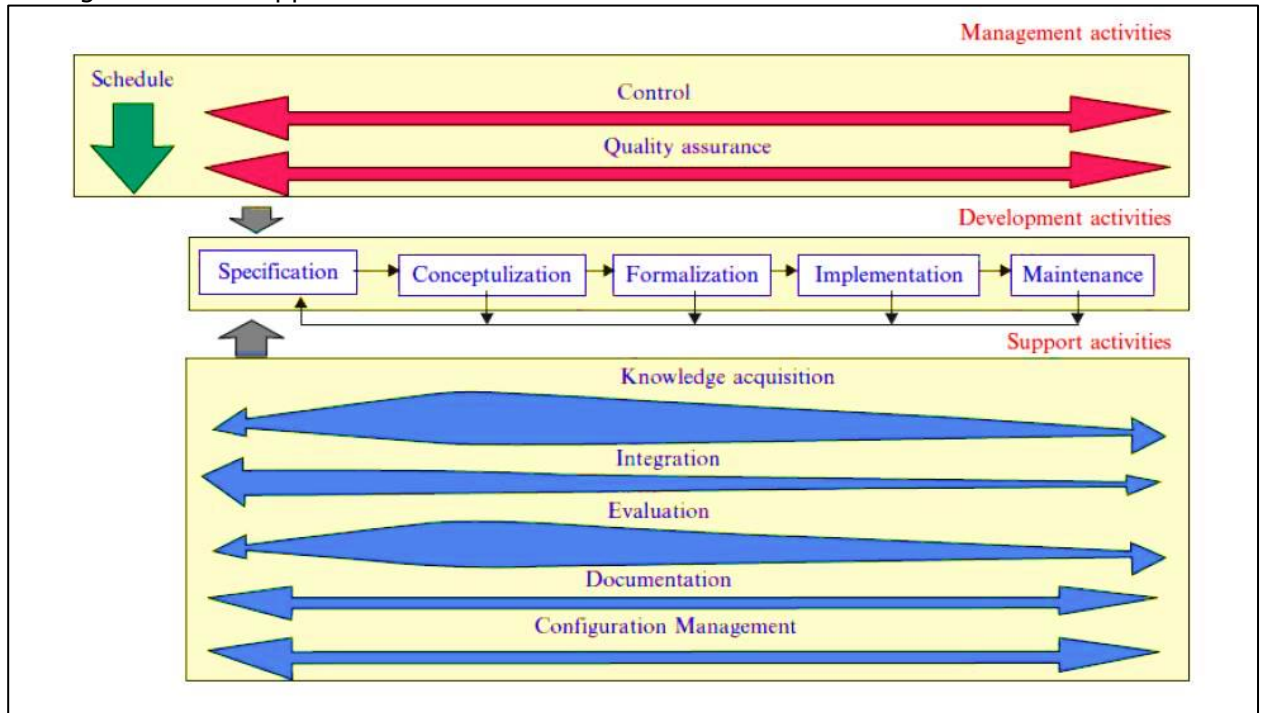 Management activities
Schedule
Control
Quality assurance
Development activities
Specification
Conceptulization
Formalization
Implementation
Maintenance
Support activities
Knowledge acquisition
Integration
Evaluation
Documentation
Configuration Management